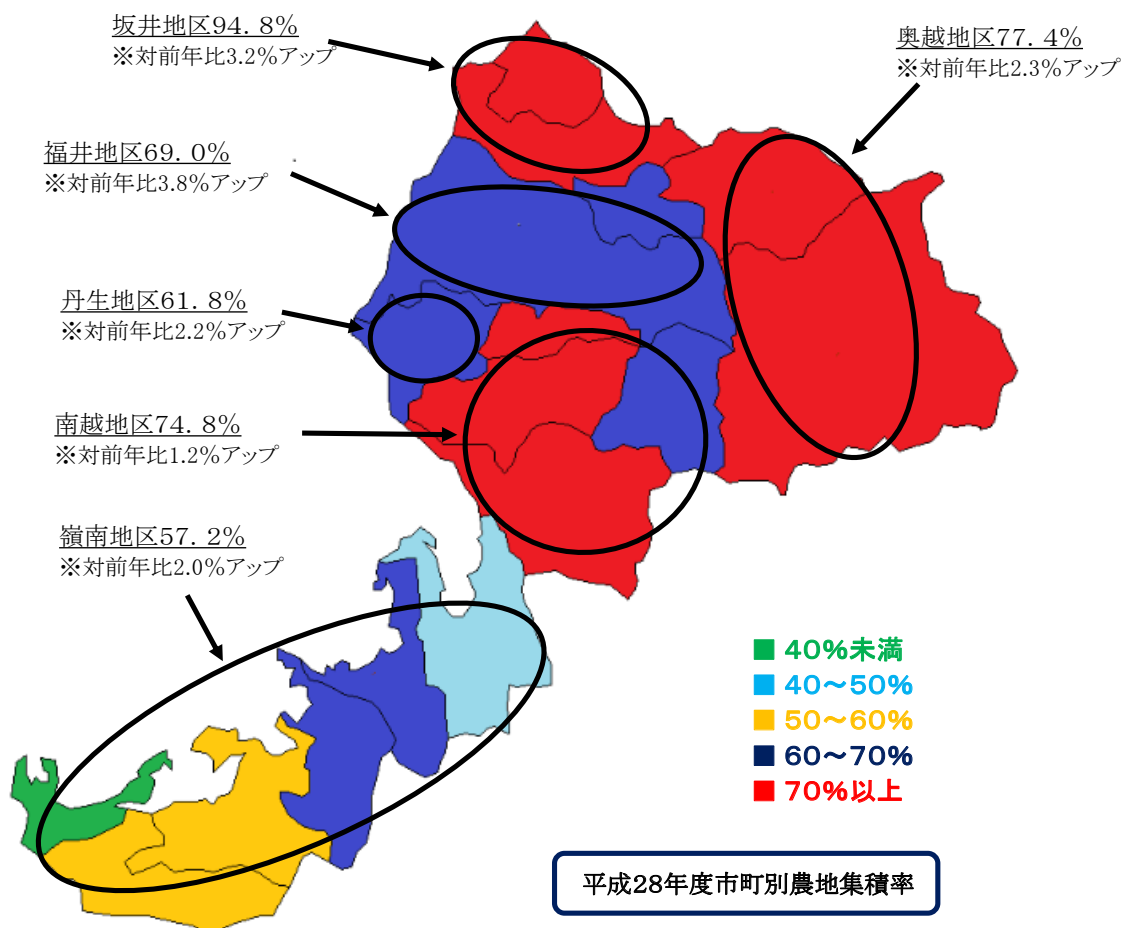 坂井地区94.8%
※対前年比3.2%アップ
奥越地区77.4%
※対前年比2.3%アップ
福井地区69.0%
※対前年比3.8%アップ
丹生地区61.8%
※対前年比2.2%アップ
南越地区74.8%
※対前年比1.2%アップ
嶺南地区57.2%
※対前年比2.0%アップ
■ 40%未満
■ 40～50%
■ 50～60%
■ 60～70%
■ 70%以上
平成28年度市町別農地集積率